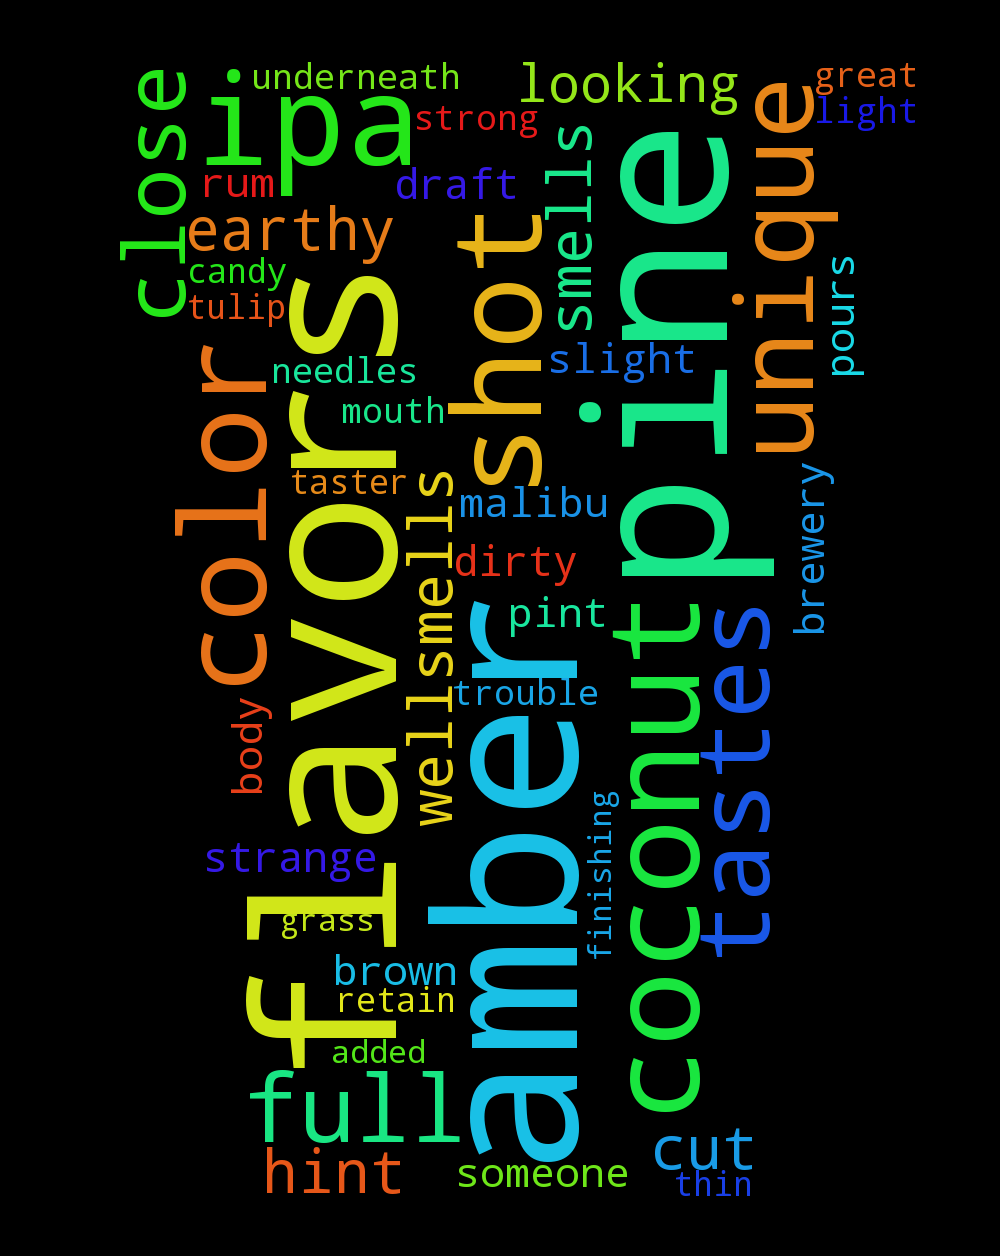 underneath
looking
great
close
ipa
strong
light
unique
rum
draft
smells
pine
earthy
shot
candy
tulip
flavors
pours
color
needles
slight
mouth
taster
wellsmells
malibu
brewery
dirty
amber
pint
coconut
tastes
trouble
body
finishing
strange
grass
brown
retain
added
full
hint
someone
cut
thin